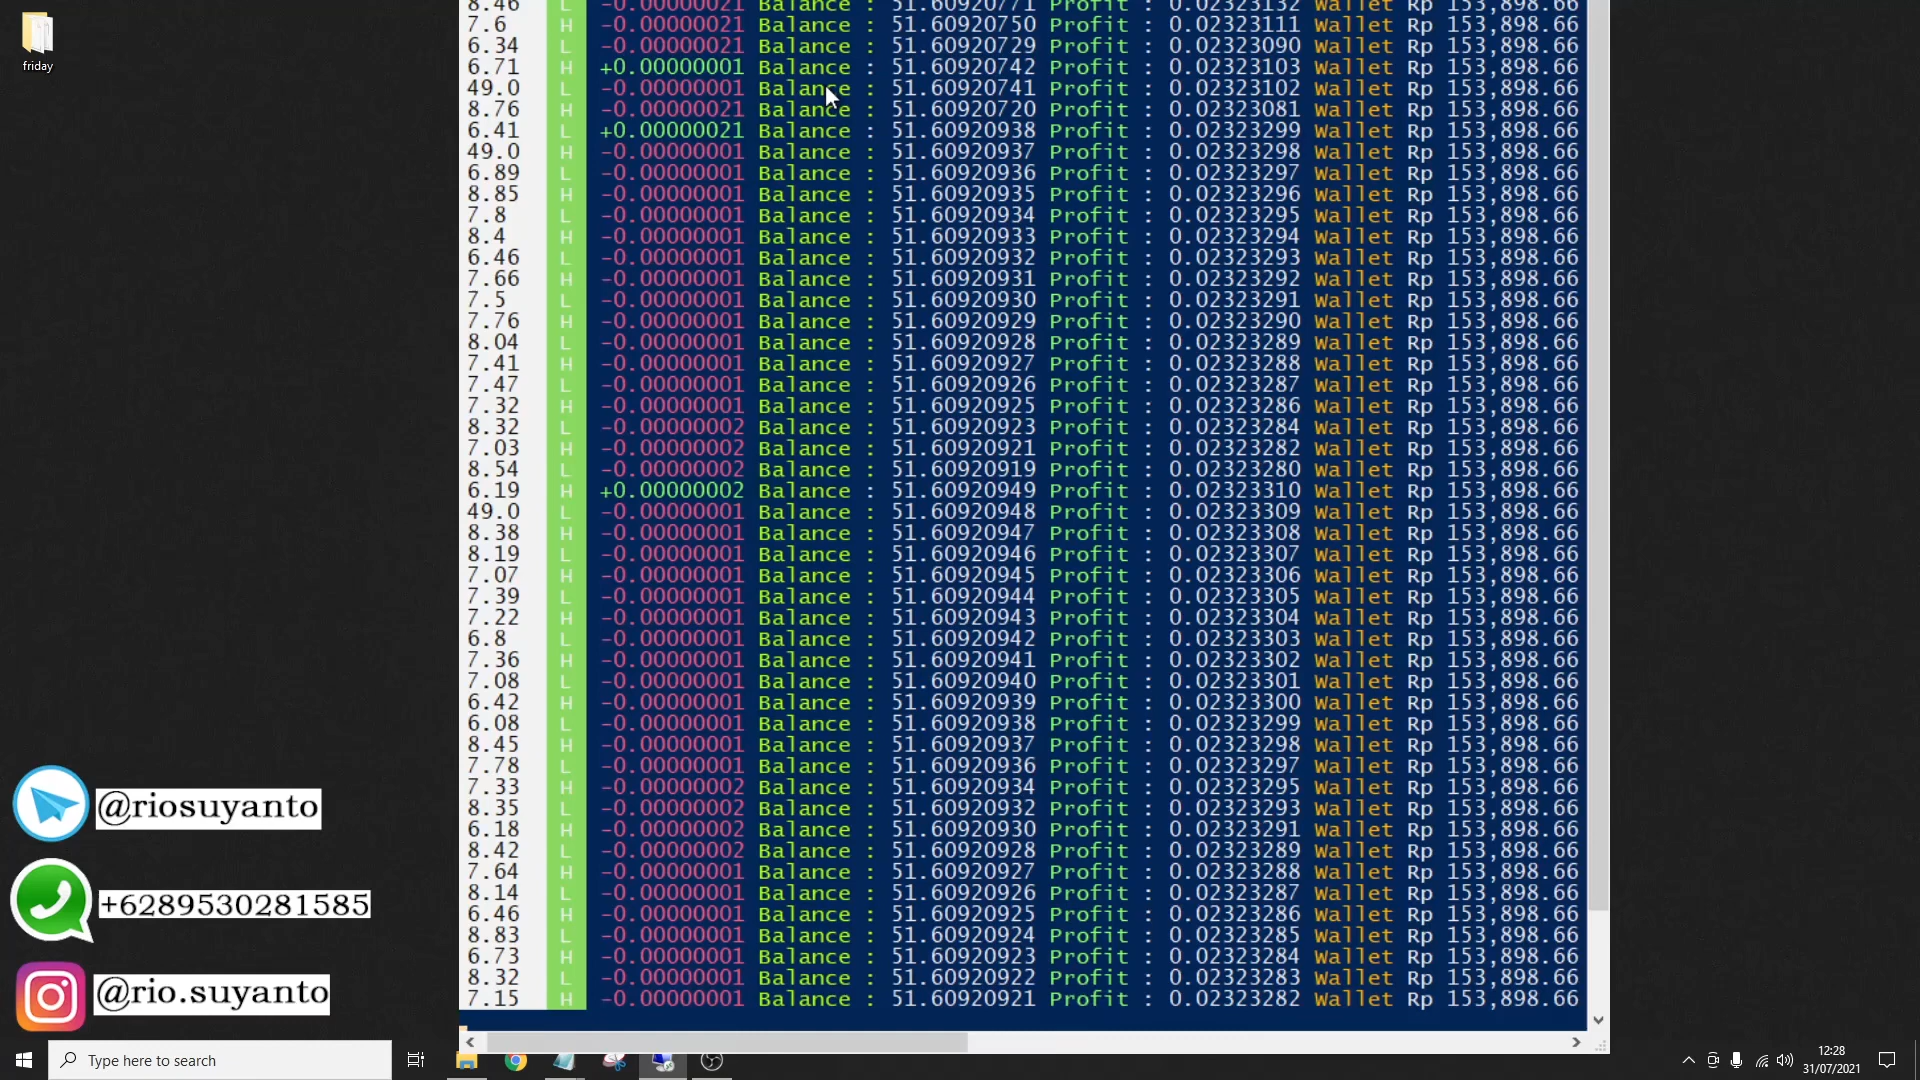 friday
8.46 L -0.00000021 Balance : 51.60920771 Profit : 0.02323132 Wallet Rp 153,898.66
7.6 H -0.00000021 Balance : 51.60920750 Profit : 0.02323111 Wallet Rp 153,898.66
6.34 L -0.00000021 Balance : 51.60920729 Profit : 0.02323090 Wallet Rp 153,898.66
6.71 H +0.00000001 Balance : 51.60920742 Profit : 0.02323103 Wallet Rp 153,898.66
49.0 L -0.00000001 Balance : 51.60920741 Profit : 0.02323102 Wallet Rp 153,898.66
8.76 H -0.00000021 Balance : 51.60920720 Profit : 0.02323081 Wallet Rp 153,898.66
6.41 L +0.00000021 Balance : 51.60920938 Profit : 0.02323299 Wallet Rp 153,898.66
49.0 H -0.00000001 Balance : 51.60920937 Profit : 0.02323298 Wallet Rp 153,898.66
6.89 L -0.00000001 Balance : 51.60920936 Profit : 0.02323297 Wallet Rp 153,898.66
8.85 H -0.00000001 Balance : 51.60920935 Profit : 0.02323296 Wallet Rp 153,898.66
7.8 L -0.00000001 Balance : 51.60920934 Profit : 0.02323295 Wallet Rp 153,898.66
8.4 H -0.00000001 Balance : 51.60920933 Profit : 0.02323294 Wallet Rp 153,898.66
6.46 L -0.00000001 Balance : 51.60920932 Profit : 0.02323293 Wallet Rp 153,898.66
7.66 H -0.00000001 Balance : 51.60920931 Profit : 0.02323292 Wallet Rp 153,898.66
7.5 L -0.00000001 Balance : 51.60920930 Profit : 0.02323291 Wallet Rp 153,898.66
7.76 H -0.00000001 Balance : 51.60920929 Profit : 0.02323290 Wallet Rp 153,898.66
8.04 L -0.00000001 Balance : 51.60920928 Profit : 0.02323289 Wallet Rp 153,898.66
7.41 H -0.00000001 Balance : 51.60920927 Profit : 0.02323288 Wallet Rp 153,898.66
7.47 L -0.00000001 Balance : 51.60920926 Profit : 0.02323287 Wallet Rp 153,898.66
7.32 H -0.00000001 Balance : 51.60920925 Profit : 0.02323286 Wallet Rp 153,898.66
8.32 L -0.00000002 Balance : 51.60920923 Profit : 0.02323284 Wallet Rp 153,898.66
7.03 H -0.00000002 Balance : 51.60920921 Profit : 0.02323282 Wallet Rp 153,898.66
8.54 L -0.00000002 Balance : 51.60920919 Profit : 0.02323280 Wallet Rp 153,898.66
6.19 H +0.00000002 Balance : 51.60920949 Profit : 0.02323310 Wallet Rp 153,898.66
49.0 L -0.00000001 Balance : 51.60920948 Profit : 0.02323309 Wallet Rp 153,898.66
8.38 H -0.00000001 Balance : 51.60920947 Profit : 0.02323308 Wallet Rp 153,898.66
8.19 L -0.00000001 Balance : 51.60920946 Profit : 0.02323307 Wallet Rp 153,898.66
7.07 H -0.00000001 Balance : 51.60920945 Profit : 0.02323306 Wallet Rp 153,898.66
7.39 L -0.00000001 Balance : 51.60920944 Profit : 0.02323305 Wallet Rp 153,898.66
7.22 H -0.00000001 Balance : 51.60920943 Profit : 0.02323304 Wallet Rp 153,898.66
6.8 L -0.00000001 Balance : 51.60920942 Profit : 0.02323303 Wallet Rp 153,898.66
7.36 H -0.00000001 Balance : 51.60920941 Profit : 0.02323302 Wallet Rp 153,898.66
7.08 L -0.00000001 Balance : 51.60920940 Profit : 0.02323301 Wallet Rp 153,898.66
6.42 H -0.00000001 Balance : 51.60920939 Profit : 0.02323300 Wallet Rp 153,898.66
6.08 L -0.00000001 Balance : 51.60920938 Profit : 0.02323299 Wallet Rp 153,898.66
8.45 H -0.00000001 Balance : 51.60920937 Profit : 0.02323298 Wallet Rp 153,898.66
7.78 L -0.00000001 Balance : 51.60920936 Profit : 0.02323297 Wallet Rp 153,898.66
7.33 H -0.00000002 Balance : 51.60920934 Profit : 0.02323295 Wallet Rp 153,898.66
8.35 L -0.00000002 Balance : 51.60920932 Profit : 0.02323293 Wallet Rp 153,898.66
6.18 H -0.00000002 Balance : 51.60920930 Profit : 0.02323291 Wallet Rp 153,898.66
8.42 L -0.00000002 Balance : 51.60920928 Profit : 0.02323289 Wallet Rp 153,898.66
7.64 H -0.00000001 Balance : 51.60920927 Profit : 0.02323288 Wallet Rp 153,898.66
8.14 L -0.00000001 Balance : 51.60920926 Profit : 0.02323287 Wallet Rp 153,898.66
6.46 H -0.00000001 Balance : 51.60920925 Profit : 0.02323286 Wallet Rp 153,898.66
8.83 L -0.00000001 Balance : 51.60920924 Profit : 0.02323285 Wallet Rp 153,898.66
6.73 H -0.00000001 Balance : 51.60920923 Profit : 0.02323284 Wallet Rp 153,898.66
8.32 L -0.00000001 Balance : 51.60920922 Profit : 0.02323283 Wallet Rp 153,898.66
7.15 H -0.00000001 Balance : 51.60920921 Profit : 0.02323282 Wallet Rp 153,898.66
@riosuyanto
+6289530281585
@rio.suyanto
Type here to search
12:28
31/07/2021